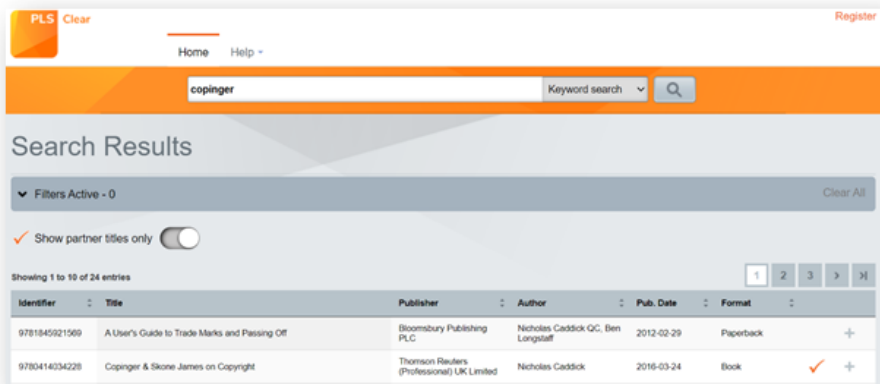 PLS Clear
Register
Home Help
copinger Keyword search
Search Results
Filters Active - 0 Clear All
Show partner titles only
Showing 1 to 10 of 24 entries 1 2 3 > >|
Identifier Title Publisher Author Pub. Date Format
9781845921569 A User's Guide to Trade Marks and Passing Off Bloomsbury Publishing PLC Nicholas Caddick QC, Ben Longstaff 2012-02-29 Paperback +
9780414034228 Copinger & Skone James on Copyright Thomson Reuters (Professional) UK Limited Nicholas Caddick 2016-03-24 Book +